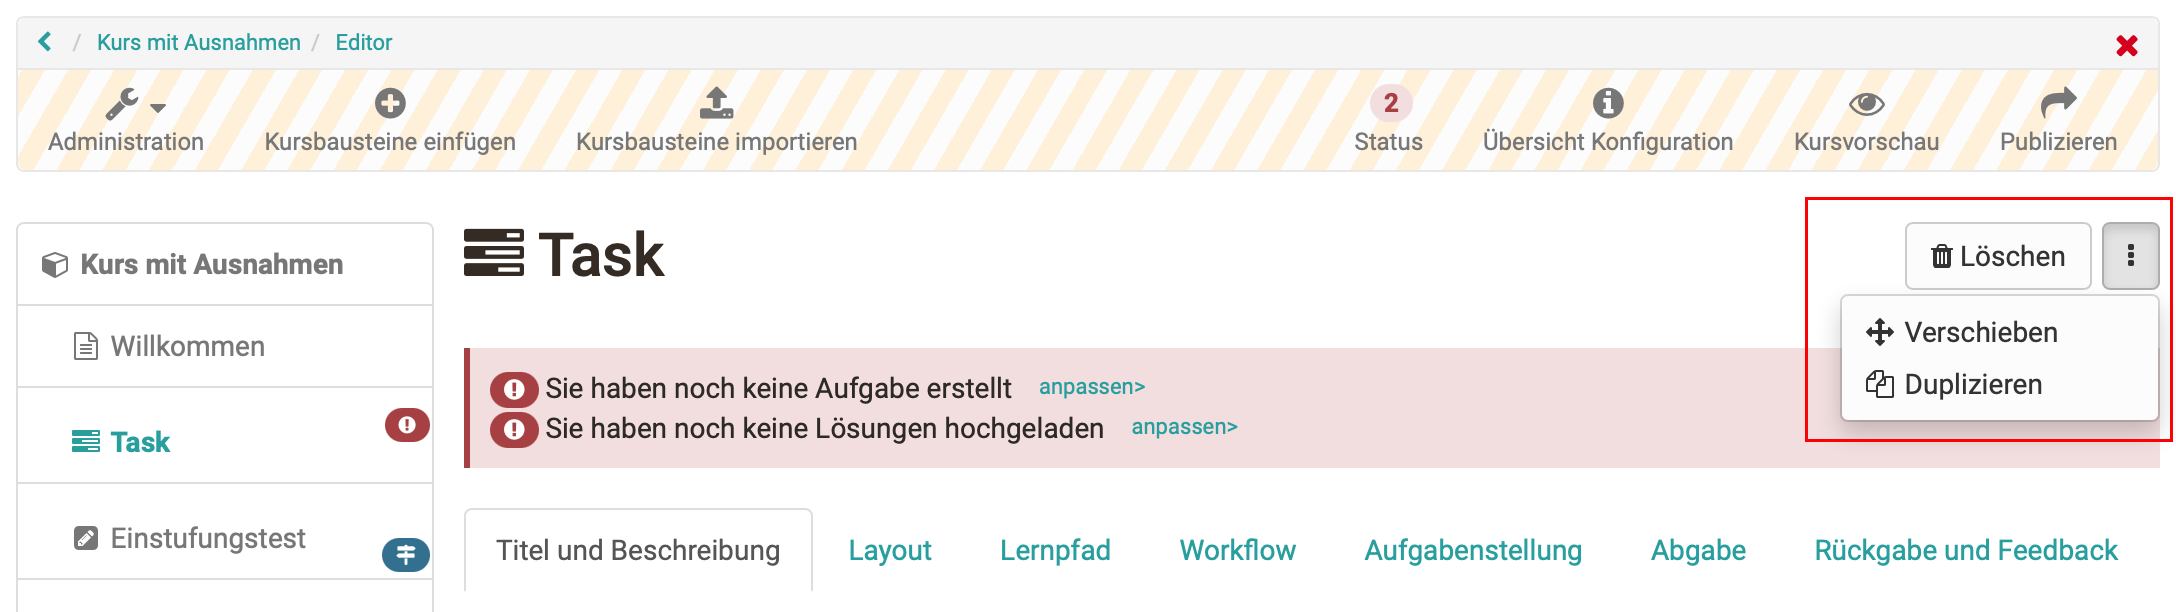 / Kurs mit Ausnahmen / Editor
Administration Kursbausteine einfügen Kursbausteine importieren 2 Status Übersicht Konfiguration Kursvorschau Publizieren
Kurs mit Ausnahmen
Willkommen
Task
Einstufungstest
Task
Löschen
Verschieben
Duplizieren
Sie haben noch keine Aufgabe erstellt anpassen>
Sie haben noch keine Lösungen hochgeladen anpassen>
Titel und Beschreibung Layout Lernpfad Workflow Aufgabenstellung Abgabe Rückgabe und Feedback